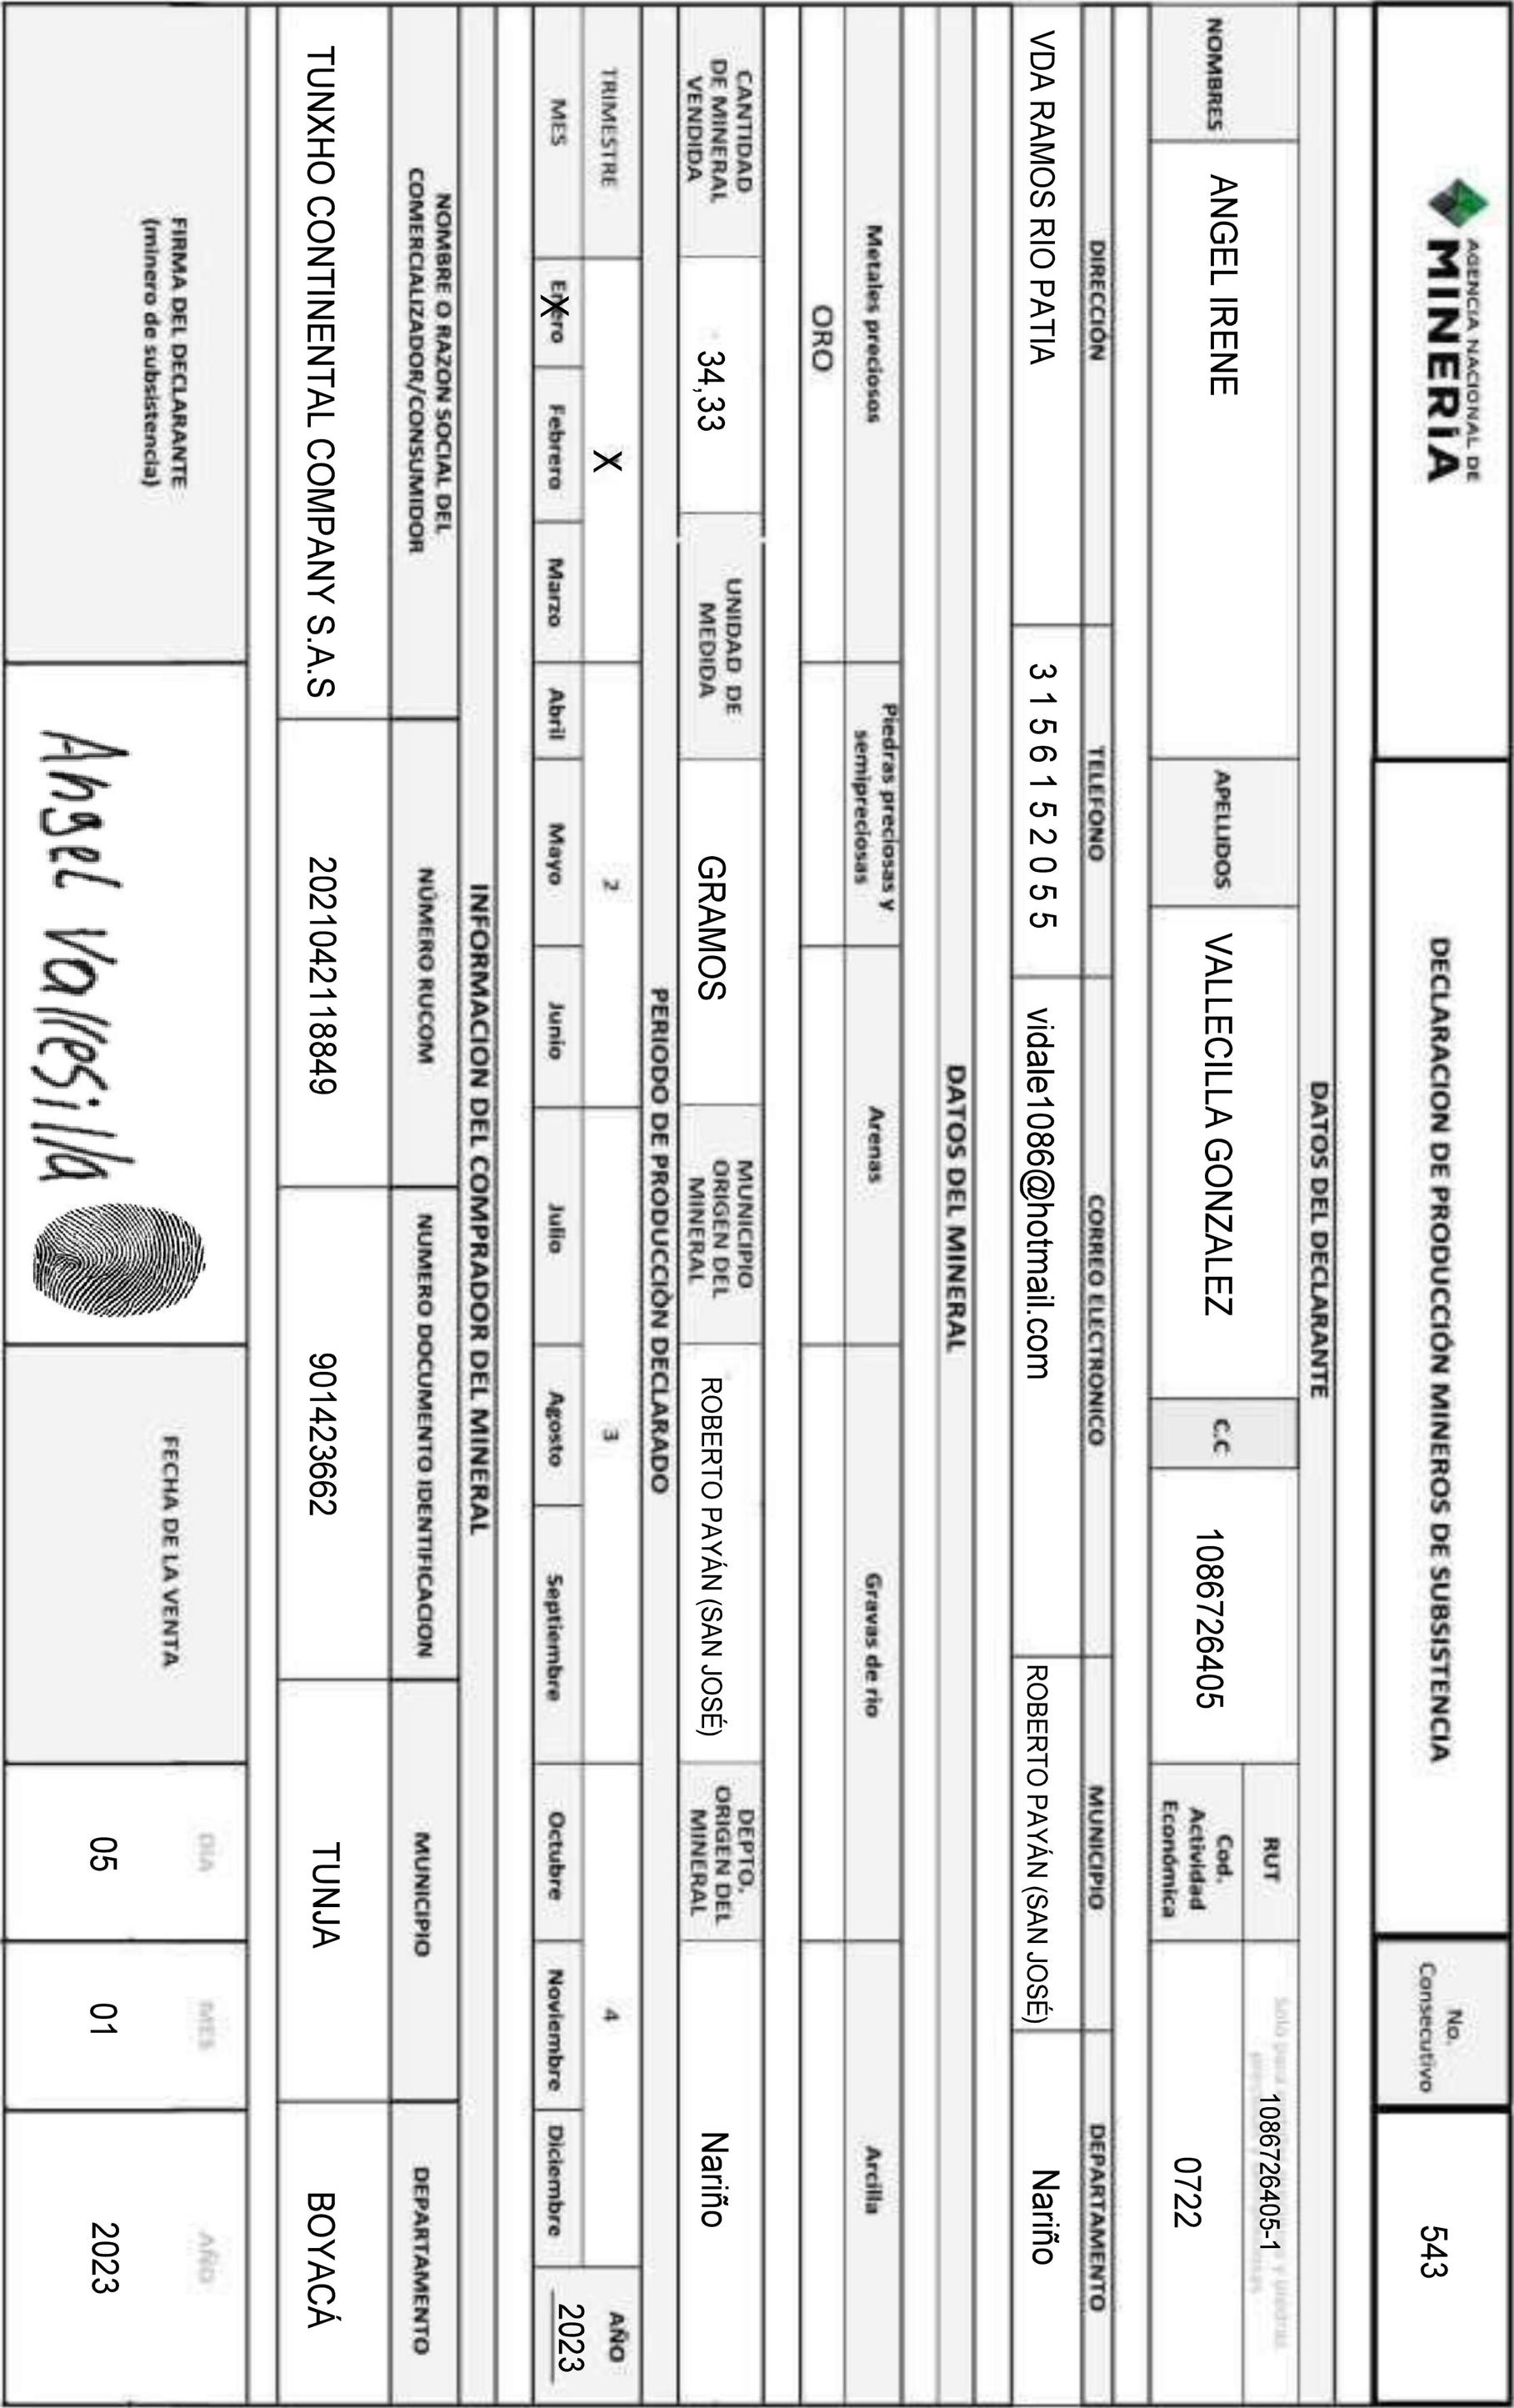 AGENCIA NACIONAL DE
MINERÍA
DECLARACION DE PRODUCCIÓN MINEROS DE SUBSISTENCIA
No.
Consecutivo
543
DATOS DEL DECLARANTE
NOMBRES
ANGEL IRENE
APELLIDOS
VALLECILLA GONZALEZ
C.C
1086726405
RUT
1086726405-1
Cod.
Actividad
Económica
0722
DIRECCIÓN
TELEFONO
CORREO ELECTRONICO
MUNICIPIO
DEPARTAMENTO
VDA RAMOS RIO PATIA
3 1 5 6 1 5 2 0 5 5
vidale1086@hotmail.com
ROBERTO PAYÁN (SAN JOSÉ)
Nariño
DATOS DEL MINERAL
Metales preciosos
Piedras preciosas y
semipreciosas
Arenas
Gravas de rio
Arcilla
ORO
CANTIDAD
DE MINERAL
VENDIDA
34,33
UNIDAD DE
MEDIDA
GRAMOS
MUNICIPIO
ORIGEN DEL
MINERAL
ROBERTO PAYÁN (SAN JOSÉ)
DEPTO.
ORIGEN DEL
MINERAL
Nariño
PERIODO DE PRODUCCIÓN DECLARADO
TRIMESTRE
X
2
3
4
AÑO
MES
Enero
X
Febrero
Marzo
Abril
Mayo
Junio
Julio
Agosto
Septiembre
Octubre
Noviembre
Diciembre
2023
INFORMACION DEL COMPRADOR DEL MINERAL
NOMBRE O RAZON SOCIAL DEL
COMERCIALIZADOR/CONSUMIDOR
NÚMERO RUCOM
NUMERO DOCUMENTO IDENTIFICACION
MUNICIPIO
DEPARTAMENTO
TUNXHO CONTINENTAL COMPANY S.A.S
2021042118849
901423662
TUNJA
BOYACÁ
FIRMA DEL DECLARANTE
(minero de subsistencia)
Angel Vallesilla
FECHA DE LA VENTA
DIA
MES
AÑO
05
01
2023